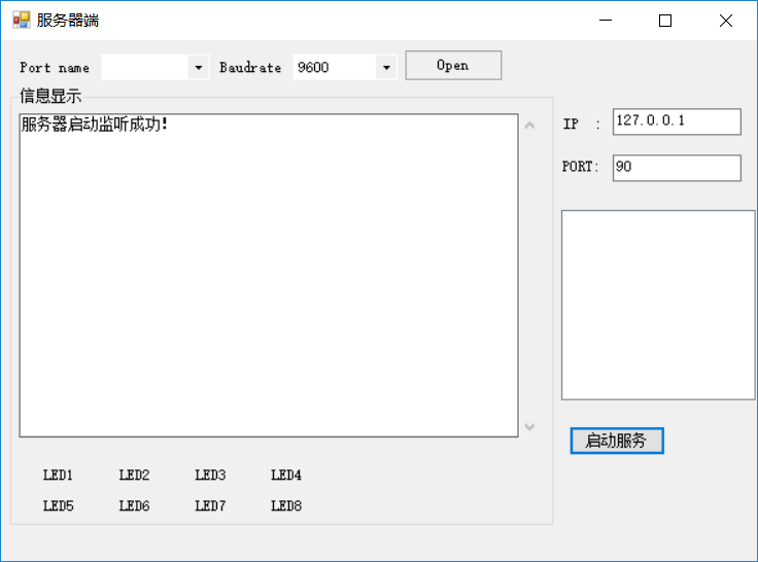 服务器端
Port name Baudrate 9600 Open
信息显示
服务器启动监听成功!
IP : 127.0.0.1
PORT: 90
启动服务
LED1 LED2 LED3 LED4
LED5 LED6 LED7 LED8